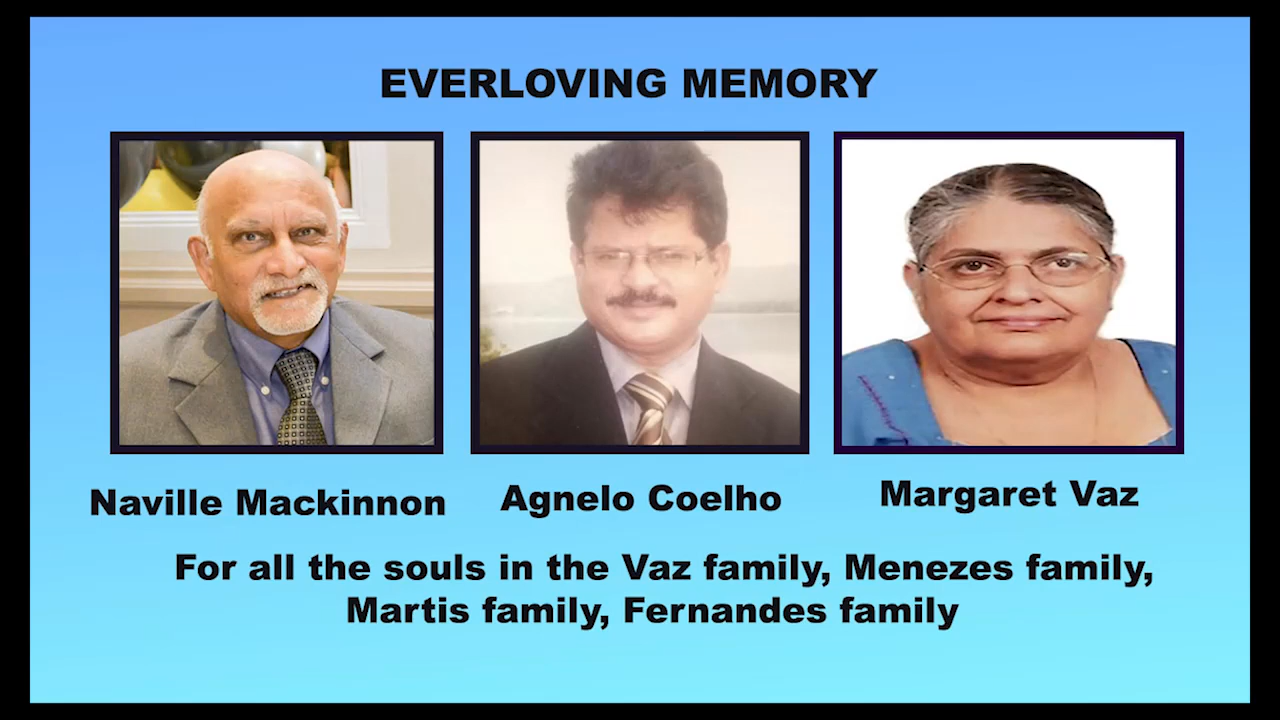 EVERLOVING MEMORY
Naville Mackinnon
Agnelo Coelho
Margaret Vaz
For all the souls in the Vaz family, Menezes family,
Martis family, Fernandes family